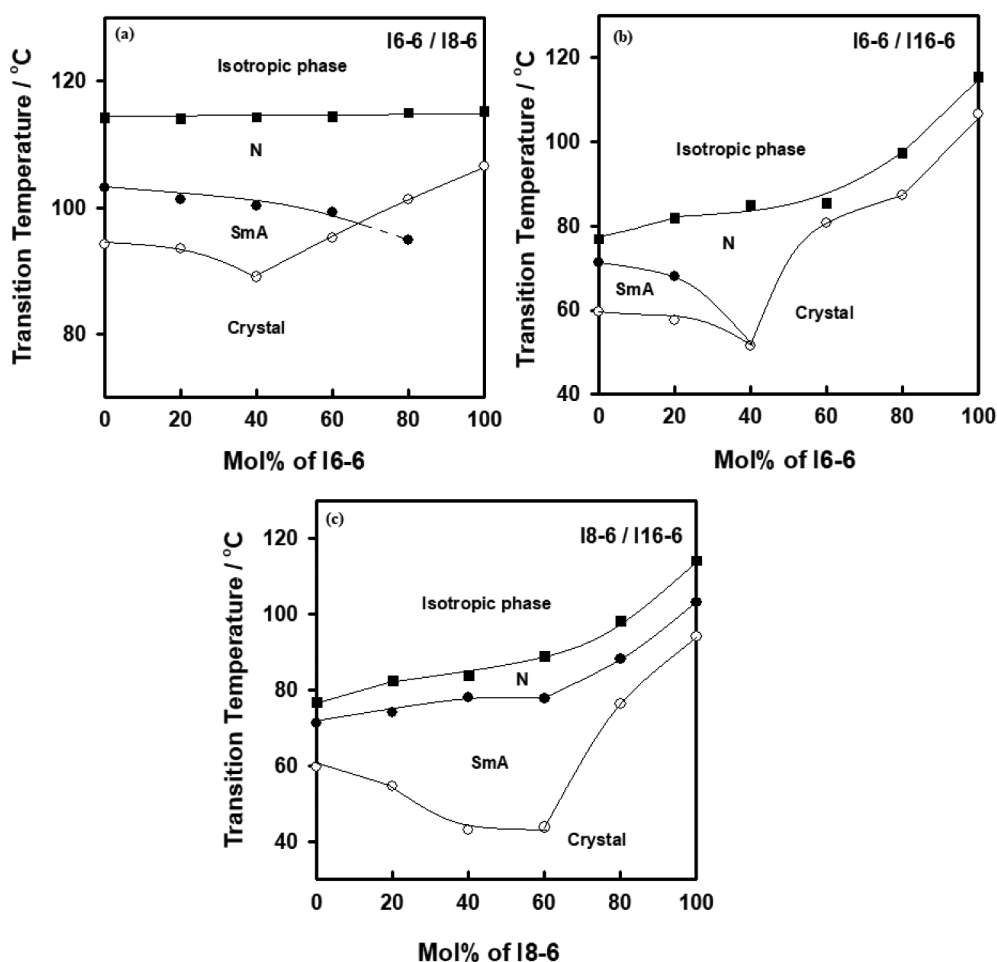 (a)
I6-6 / I8-6
Isotropic phase
N
SmA
Crystal
120
100
80
0 20 40 60 80 100
Transition Temperature / °C
Mol% of I6-6
(b)
I6-6 / I16-6
Isotropic phase
N
SmA
Crystal
120
100
80
60
40
0 20 40 60 80 100
Transition Temperature / °C
Mol% of I6-6
(c)
I8-6 / I16-6
Isotropic phase
N
SmA
Crystal
120
100
80
60
40
0 20 40 60 80 100
Transition Temperature / °C
Mol% of I8-6